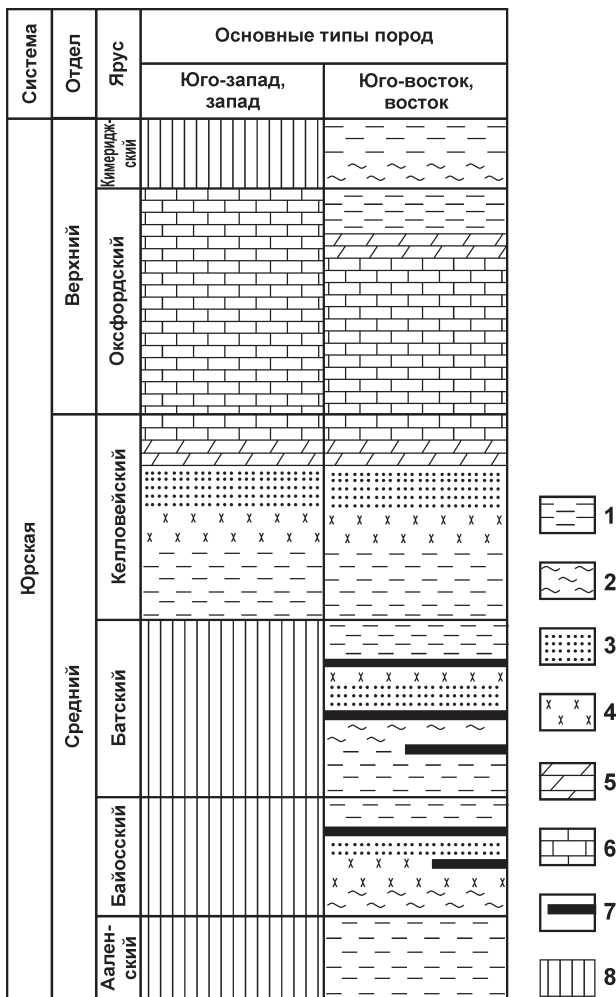 Система
Отдел
Ярус
Основные типы пород
Юго-запад,
запад
Юго-восток,
восток
Юрская
Верхний
Кимеридж-
ский
Оксфордский
Средний
Келловейский
Батский
Байосский
Аален-
ский
1
2
3
4
5
6
7
8